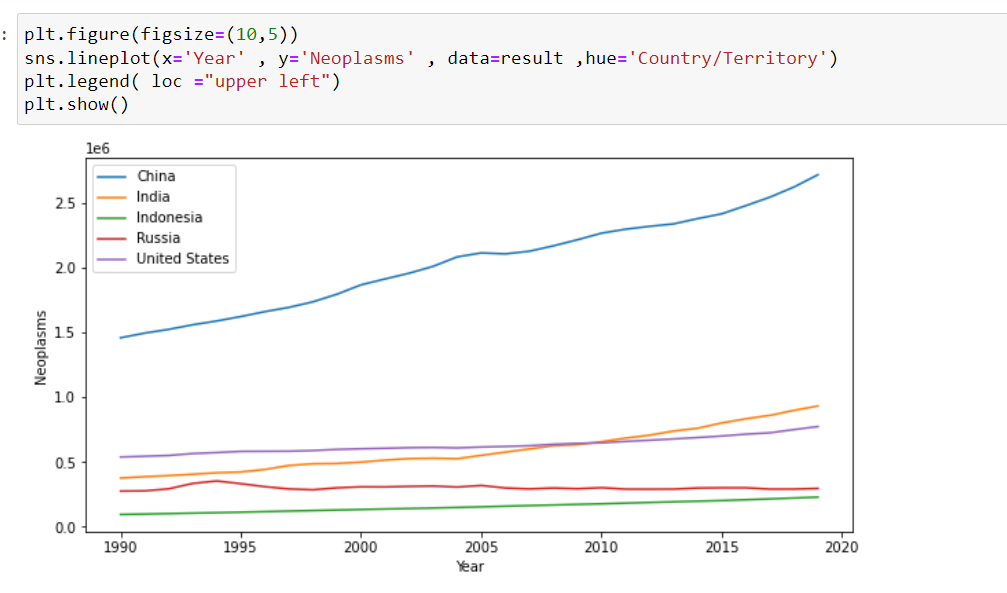 : plt.figure(figsize=(10,5))
sns.lineplot(x='Year' , y='Neoplasms' , data=result ,hue='Country/Territory')
plt.legend( loc ="upper left")
plt.show()
1e6
China
India
Indonesia
Russia
United States
2.5
2.0
1.5
1.0
0.5
0.0
Neoplasms
1990 1995 2000 2005 2010 2015 2020
Year